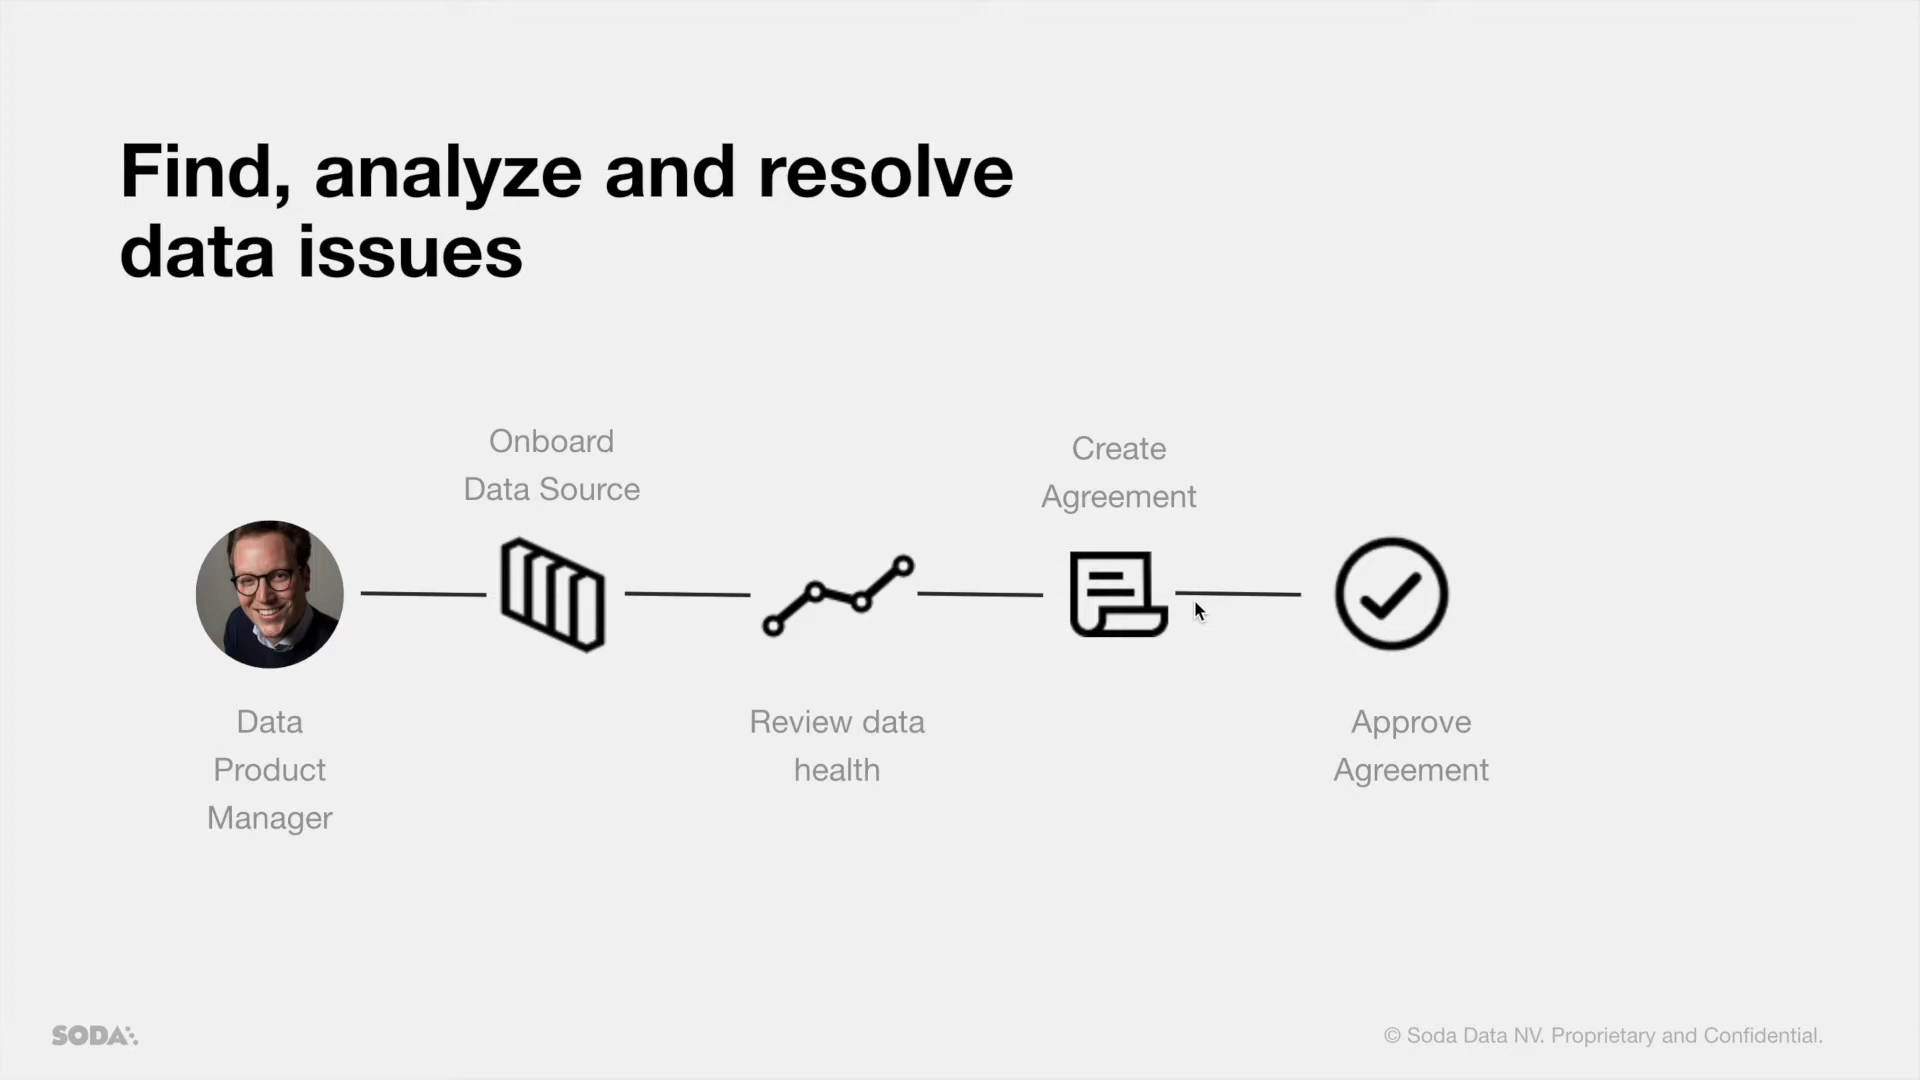 Find, analyze and resolve
data issues
Onboard
Data Source
Create
Agreement
Data
Product
Manager
Review data
health
Approve
Agreement
SODA
© Soda Data NV. Proprietary and Confidential.